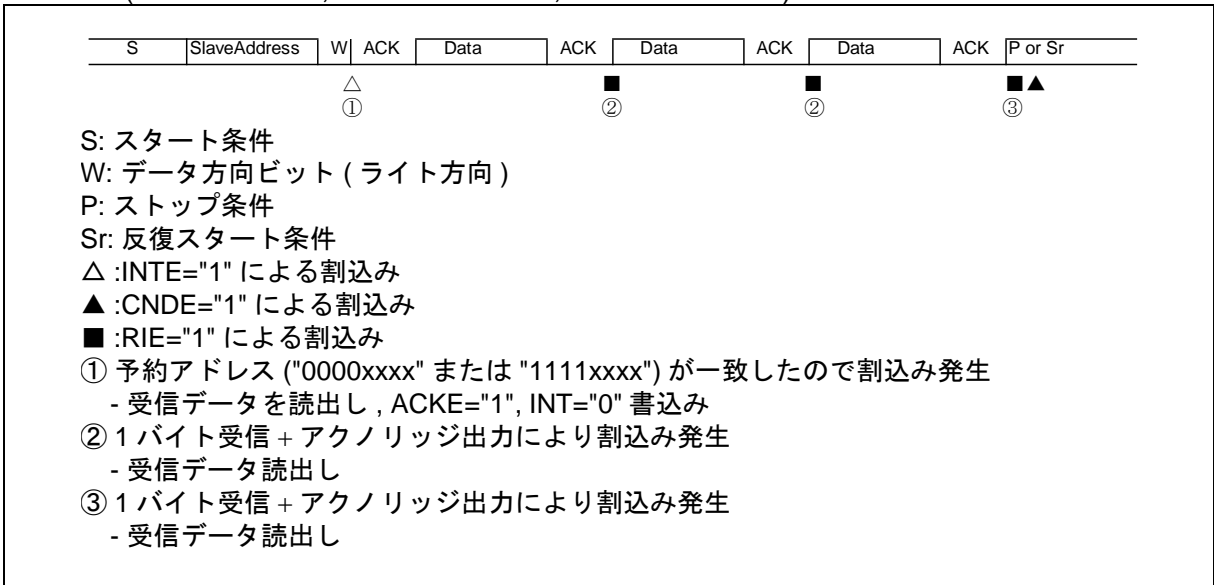 S SlaveAddress W ACK Data ACK Data ACK Data ACK P or Sr
△ ■ ■ ■ ▲
① ② ② ③
S: スタート条件
W: データ方向ビット ( ライト方向 )
P: ストップ条件
Sr: 反復スタート条件
△ :INTE="1" による割込み
▲ :CNDE="1" による割込み
■ :RIE="1" による割込み
① 予約アドレス ("0000xxxx" または "1111xxxx") が一致したので割込み発生
- 受信データを読出し , ACKE="1", INT="0" 書込み
② 1 バイト受信 + アクノリッジ出力により割込み発生
- 受信データ読出し
③ 1 バイト受信 + アクノリッジ出力により割込み発生
- 受信データ読出し